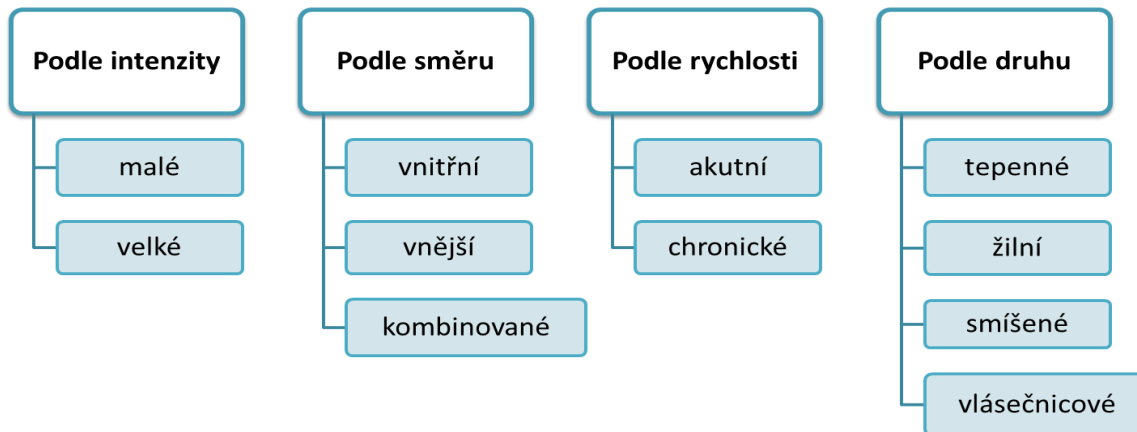 Podle intenzity
malé
velké
Podle směru
vnitřní
vnější
kombinované
Podle rychlosti
akutní
chronické
Podle druhu
tepenné
žilní
smíšené
vlásečnicové